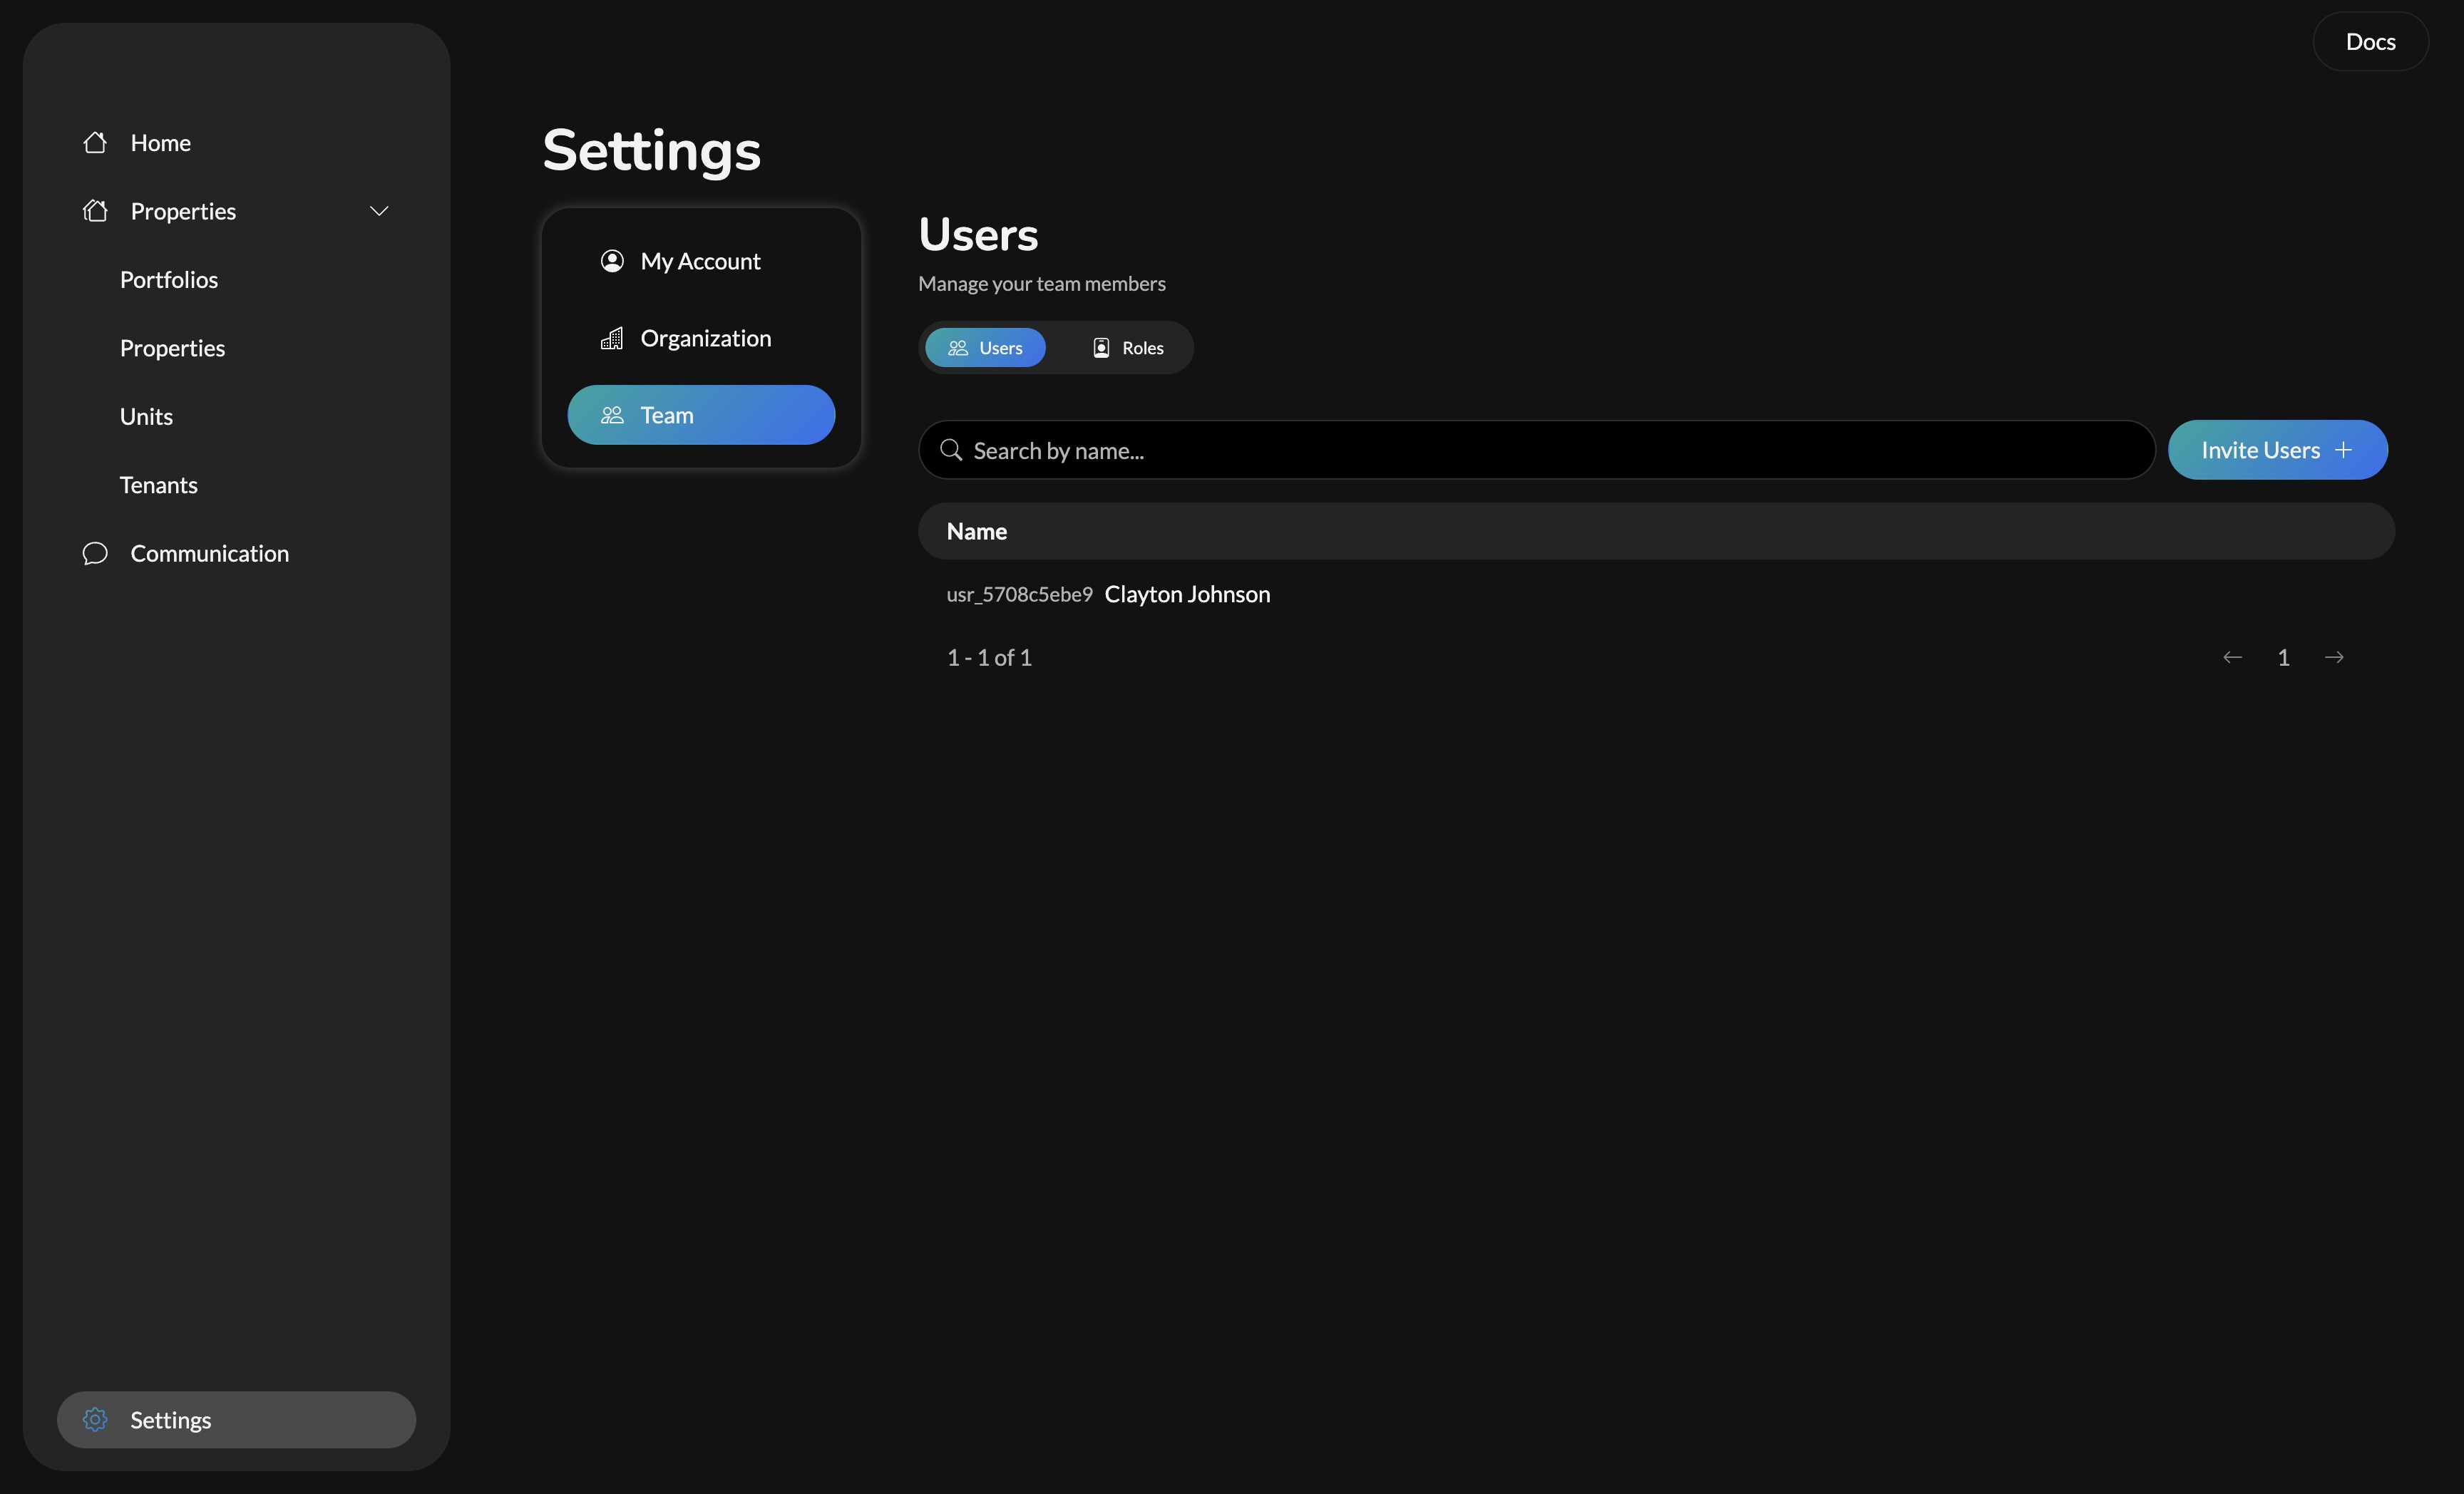 Docs
Home
Properties
Portfolios
Properties
Units
Tenants
Communication
Settings
Settings
My Account
Organization
Team
Users
Manage your team members
Users
Roles
Search by name...
Invite Users
Name
usr_5708c5ebe9 Clayton Johnson
1 - 1 of 1
1